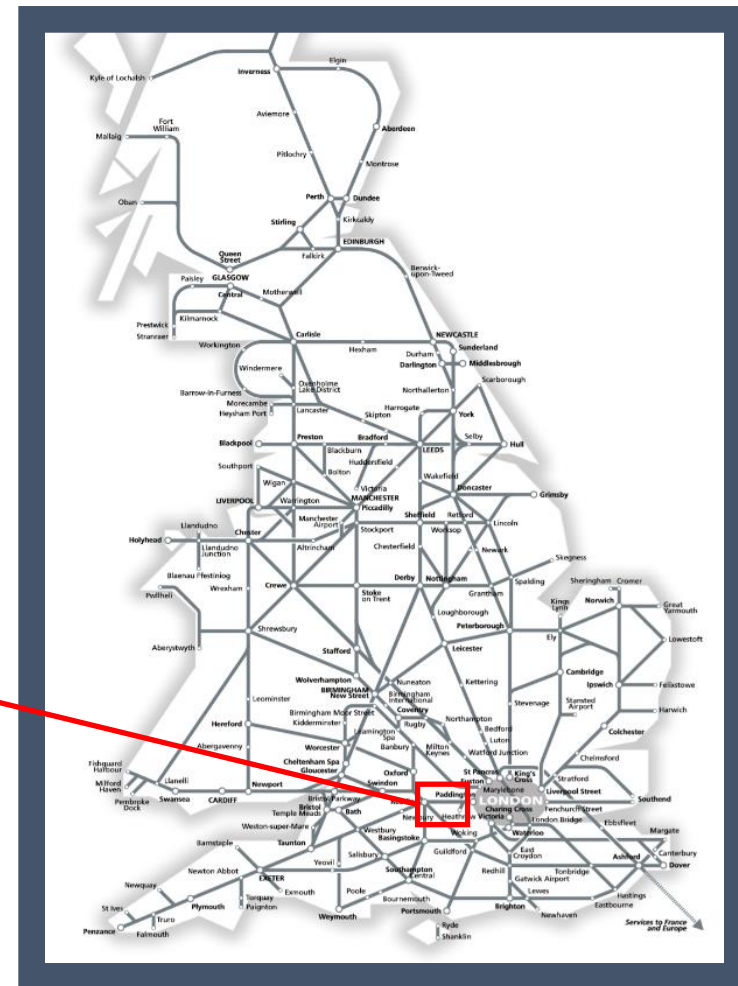 Elgin
Inverness
Kyle of Lochalsh
Aviemore
Fort
William
Aberdeen
Mallaig
Pitlochry
Montrose
Perth
Dundee
Oban
Stirling
Kirkcaldy
EDINBURGH
Queen
Street
Falkirk
Berwick-
upon-Tweed
Paisley
GLASGOW
Central
Motherwell
Kilmarnock
Prestwick
Stranraer
Carlisle
NEWCASTLE
Workington
Hexham
Sunderland
Durham
Darlington
Middlesbrough
Windermere
Oxenholme
Lake District
Scarborough
Barrow-in-Furness
Northallerton
Morecambe
Heysham Port
Lancaster
Harrogate
York
Skipton
Blackpool
Preston
Bradford
Selby
Hull
Blackburn
LEEDS
Southport
Huddersfield
Bolton
Wakefield
Wigan
Victoria
Doncaster
Grimsby
LIVERPOOL
Warrington
MANCHESTER
Piccadilly
Manchester
Airport
Sheffield
Retford
Lincoln
Llandudno
Chester
Stockport
Worksop
Holyhead
Llandudno
Junction
Altrincham
Chesterfield
Newark
Skegness
Blaenau Ffestiniog
Wrexham
Crewe
Stoke
on Trent
Derby
Nottingham
Grantham
Spalding
Sheringham
Cromer
Pwllheli
Kings
Lynn
Norwich
Great
Yarmouth
Loughborough
Peterborough
Shrewsbury
Ely
Lowestoft
Aberystwyth
Stafford
Leicester
Wolverhampton
Cambridge
BIRMINGHAM
New Street
Nuneaton
Kettering
Ipswich
Felixstowe
Birmingham
International
Leominster
Coventry
Stevenage
Stansted
Airport
Harwich
Birmingham Moor Street
Kidderminster
Rugby
Northampton
Hereford
Leamington
Spa
Bedford
Colchester
Abergavenny
Worcester
Banbury
Milton
Keynes
Luton
Watford Junction
Chelmsford
Cheltenham Spa
Gloucester
Fishguard
Harbour
Oxford
St Pancras
King's
Cross
Stratford
Milford
Haven
Llanelli
Swindon
Euston
Marylebone
Liverpool Street
Pembroke
Dock
Swansea
CARDIFF
Newport
Bristol Parkway
Paddington
LONDON
Southend
Bristol
Temple Meads
Bath
Charing Cross
Fenchurch Street
Newbury
Heathrow
Victoria
London Bridge
Ebbsfleet
Weston-super-Mare
Westbury
Basingstoke
Woking
Waterloo
Margate
Barnstaple
Taunton
Salisbury
Guildford
East
Croydon
Canterbury
Newton Abbot
Yeovil
Southampton
Central
Redhill
Tonbridge
Ashford
Dover
EXETER
Gatwick Airport
Newquay
Exmouth
Poole
Lewes
Hastings
St Ives
Plymouth
Torquay
Paignton
Bournemouth
Eastbourne
Truro
Weymouth
Portsmouth
Brighton
Newhaven
Penzance
Falmouth
Ryde
Shanklin
Services to France
and Europe